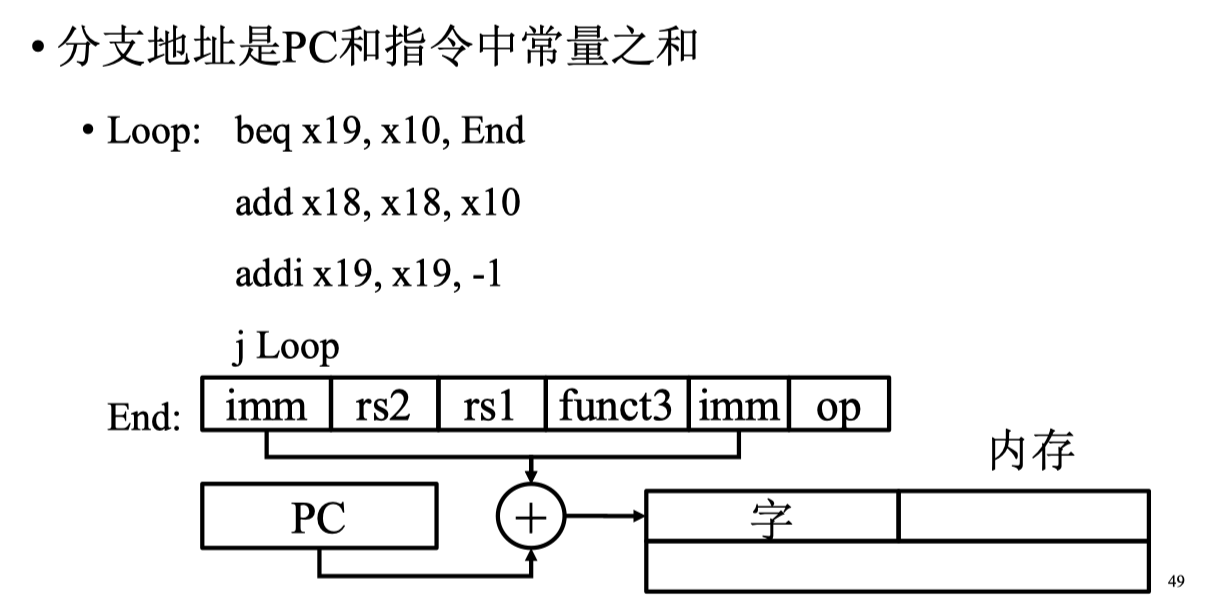 • 分支地址是PC和指令中常量之和
• Loop: beq x19, x10, End
add x18, x18, x10
addi x19, x19, -1
j Loop
End: imm rs2 rs1 funct3 imm op
内存
PC + 字
49